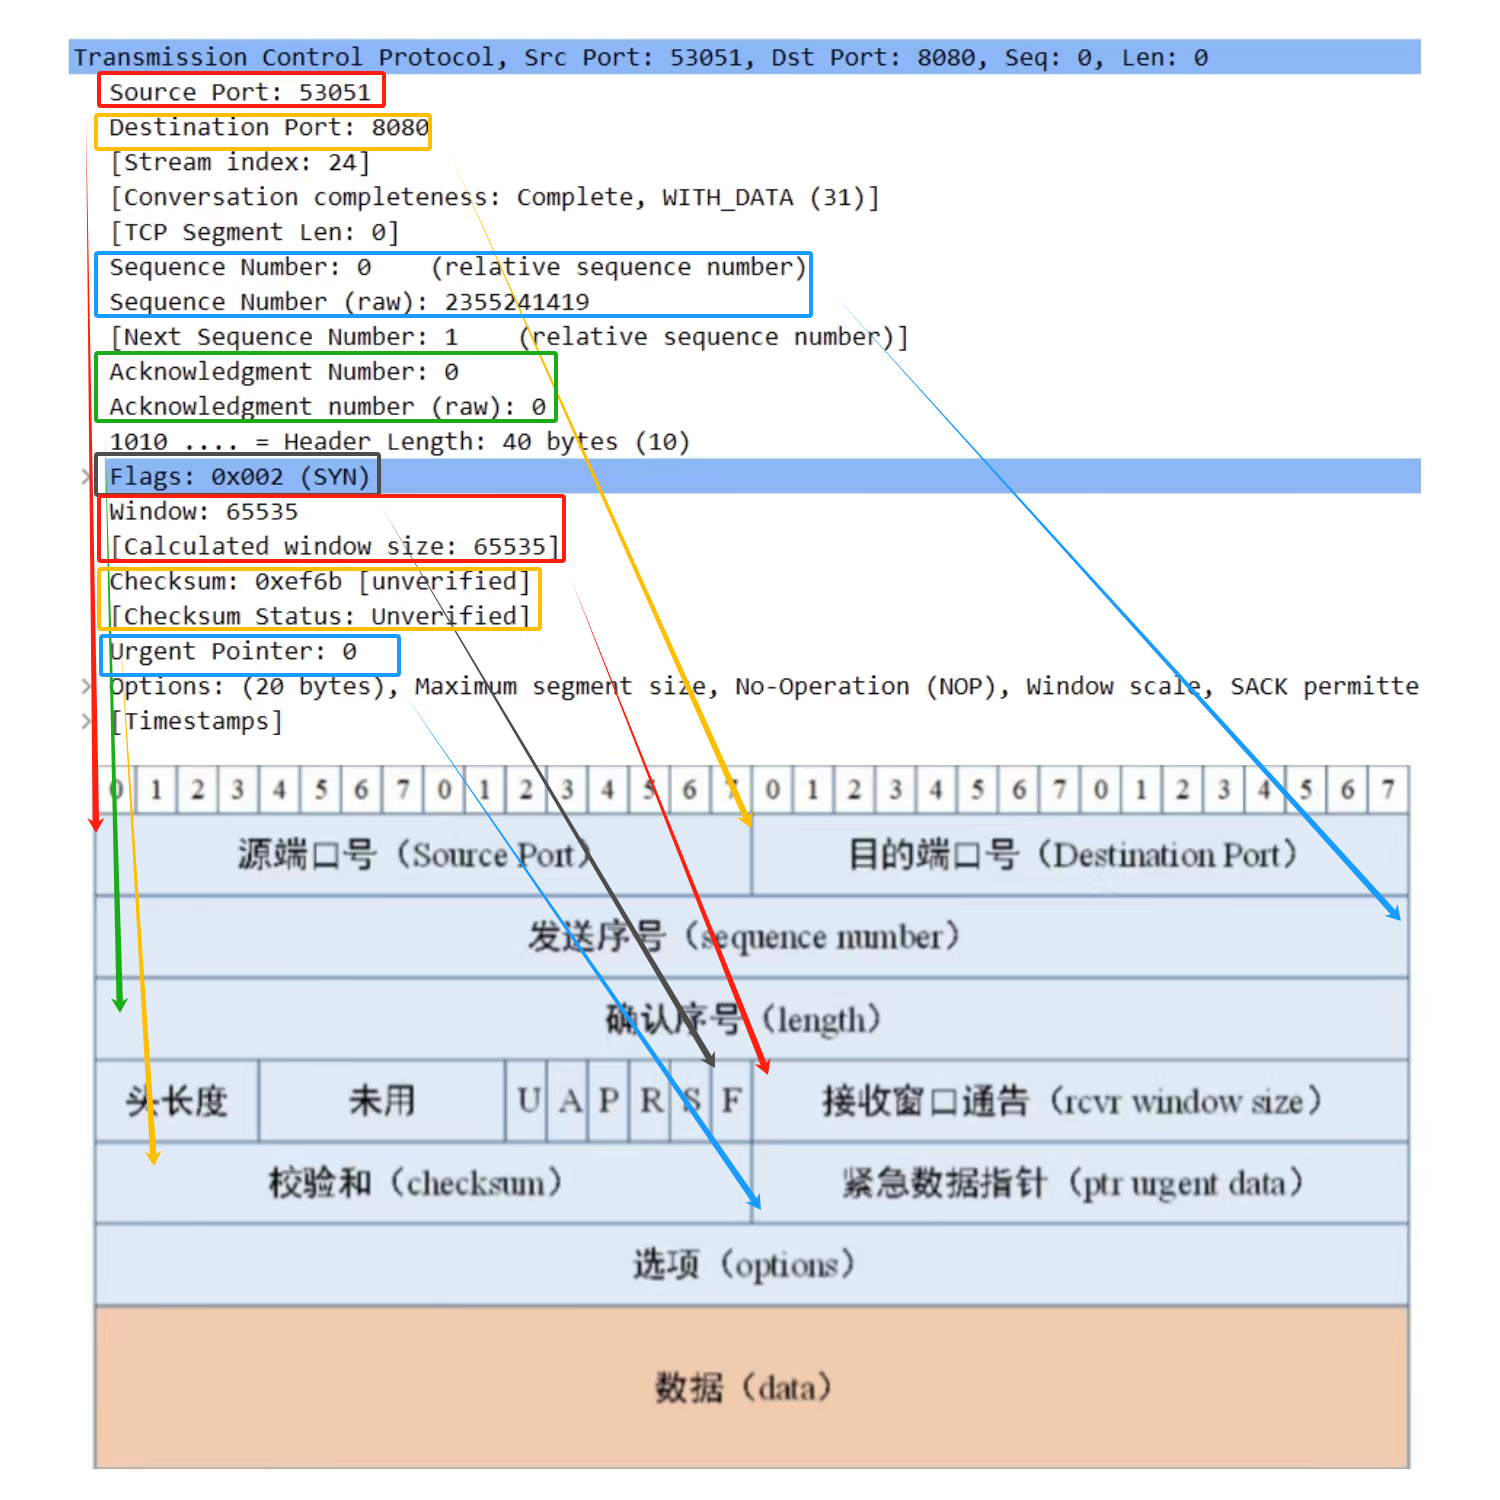 Transmission Control Protocol, Src Port: 53051, Dst Port: 8080, Seq: 0, Len: 0
Source Port: 53051
Destination Port: 8080
[Stream index: 24]
[Conversation completeness: Complete, WITH_DATA (31)]
[TCP Segment Len: 0]
Sequence Number: 0    (relative sequence number)
Sequence Number (raw): 2355241419
[Next Sequence Number: 1    (relative sequence number)]
Acknowledgment Number: 0
Acknowledgment number (raw): 0
1010 .... = Header Length: 40 bytes (10)
Flags: 0x002 (SYN)
Window: 65535
[Calculated window size: 65535]
Checksum: 0xef6b [unverified]
[Checksum Status: Unverified]
Urgent Pointer: 0
Options: (20 bytes), Maximum segment size, No-Operation (NOP), Window scale, SACK permitte
[Timestamps]
0 1 2 3 4 5 6 7 0 1 2 3 4 5 6 7 0 1 2 3 4 5 6 7 0 1 2 3 4 5 6 7
源端口号（Source Port） 目的端口号（Destination Port）
发送序号（sequence number）
确认序号（length）
头长度 未用 U A P R S F 接收窗口通告（rcvr window size）
校验和（checksum） 紧急数据指针（ptr urgent data）
选项（options）
数据（data）